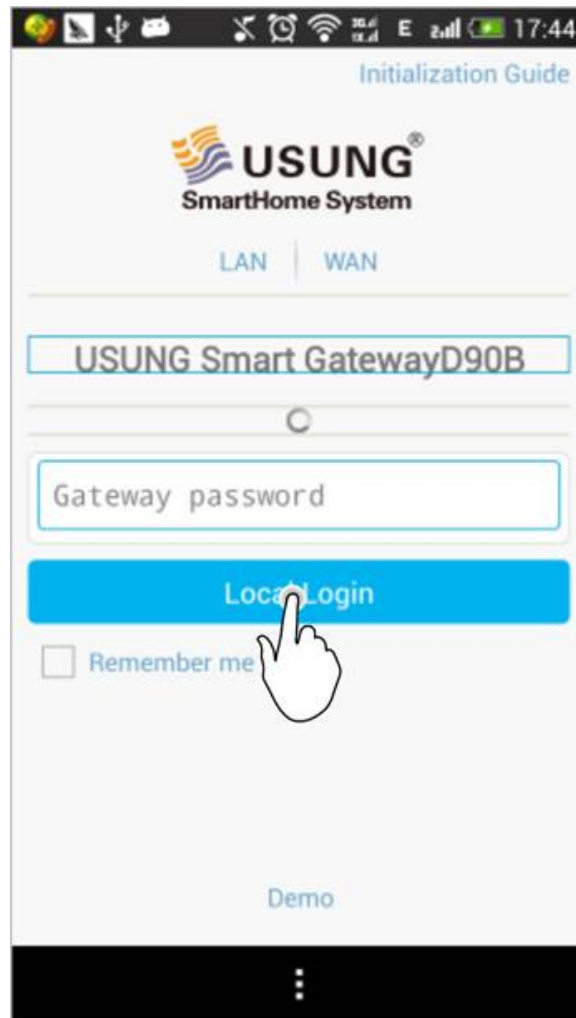 E 17:44
Initialization Guide
USUNG®
SmartHome System
LAN WAN
USUNG Smart GatewayD90B
Gateway password
Local Login
Remember me
Demo